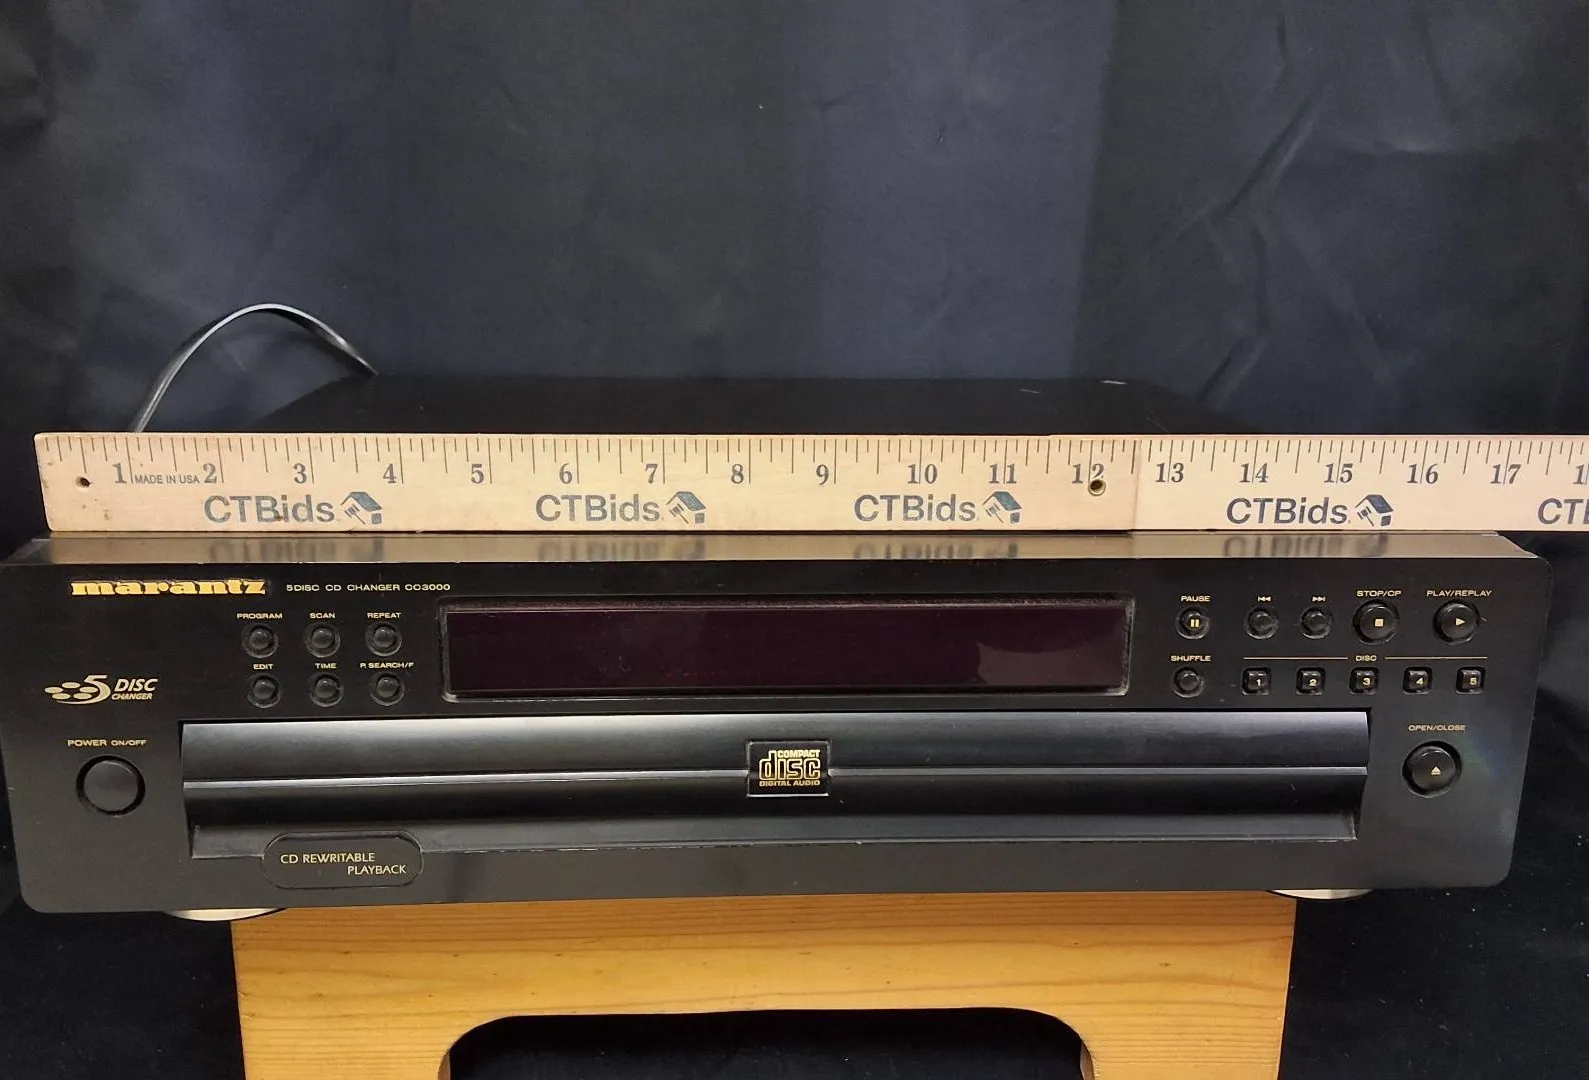 1 2 3 4 5 6 7 8 9 10 11 12 13 14 15 16 17
MADE IN USA
CTBids CTBids CTBids CTBids
marantz 5 DISC CD CHANGER CC3000
PROGRAM SCAN REPEAT
EDIT TIME P.SEARCH/F
5 DISC
CHANGER
POWER ON/OFF
PAUSE STOP/CP PLAY/REPLAY
SHUFFLE DISC
1 2 3 4 5
OPEN/CLOSE
COMPACT
disc
DIGITAL AUDIO
CD REWRITABLE
PLAYBACK